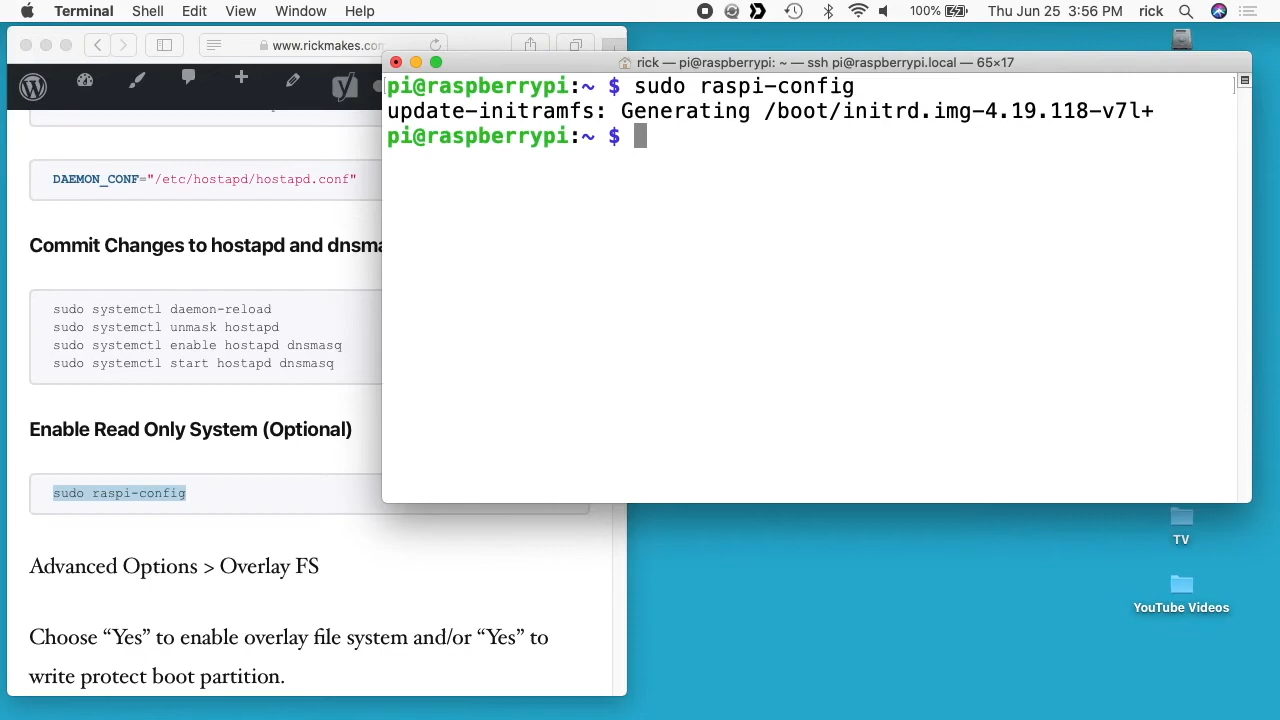 Terminal Shell Edit View Window Help 100% Thu Jun 25 3:56 PM rick
www.rickmakes.com
rick — pi@raspberrypi: ~ — ssh pi@raspberrypi.local — 65×17
pi@raspberrypi:~ $ sudo raspi-config
update-initramfs: Generating /boot/initrd.img-4.19.118-v7l+
pi@raspberrypi:~ $
DAEMON_CONF="/etc/hostapd/hostapd.conf"
Commit Changes to hostapd and dnsma
sudo systemctl daemon-reload
sudo systemctl unmask hostapd
sudo systemctl enable hostapd dnsmasq
sudo systemctl start hostapd dnsmasq
Enable Read Only System (Optional)
sudo raspi-config
Advanced Options > Overlay FS
Choose “Yes” to enable overlay file system and/or “Yes” to
write protect boot partition.
TV
YouTube Videos